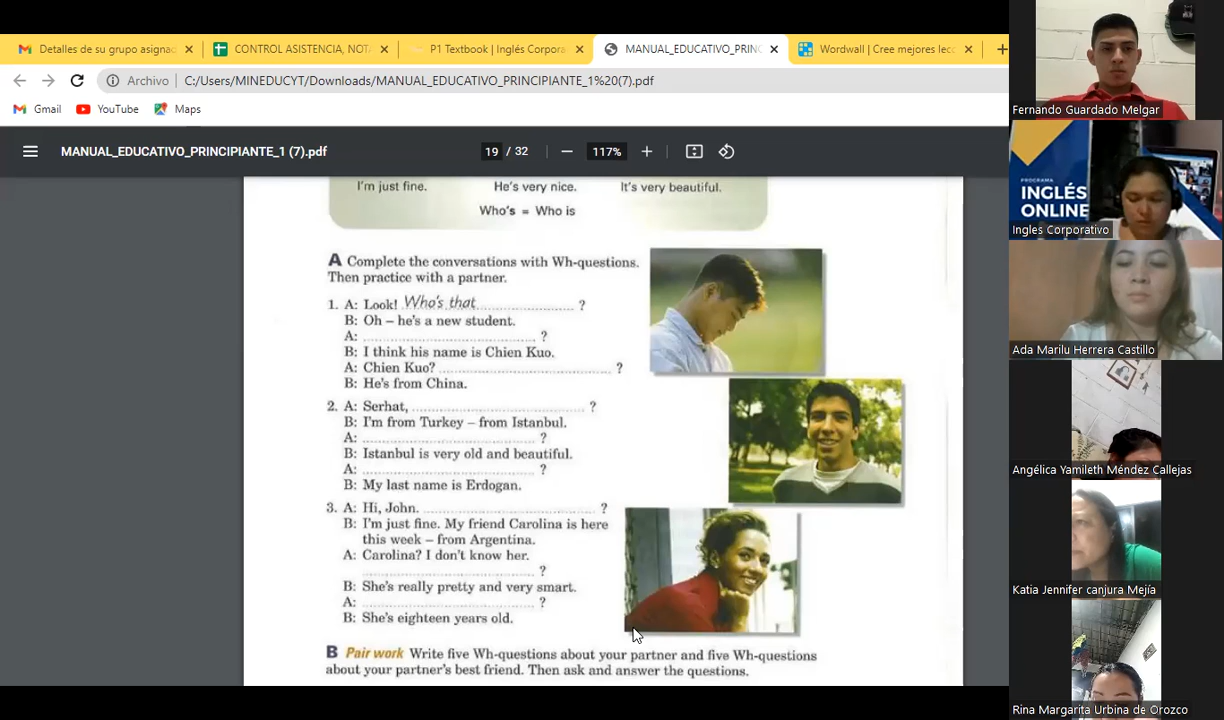 Detalles de su grupo asignad
CONTROL ASISTENCIA, NOT
P1 Textbook | Inglés Corpora
MANUAL_EDUCATIVO_PRINC
Wordwall | Cree mejores lecc
Archivo
C:/Users/MINEDUCYT/Downloads/MANUAL_EDUCATIVO_PRINCIPIANTE_1%20(7).pdf
Gmail
YouTube
Maps
MANUAL_EDUCATIVO_PRINCIPIANTE_1 (7).pdf
19 / 32
117%
I'm just fine. He's very nice. It's very beautiful.
Who's = Who is
A Complete the conversations with Wh-questions.
Then practice with a partner.
1. A: Look! Who's that ?
B: Oh – he's a new student.
A: ?
B: I think his name is Chien Kuo.
A: Chien Kuo? ?
B: He's from China.
2. A: Serhat, ?
B: I'm from Turkey – from Istanbul.
A: ?
B: Istanbul is very old and beautiful.
A: ?
B: My last name is Erdogan.
3. A: Hi, John. ?
B: I'm just fine. My friend Carolina is here
this week – from Argentina.
A: Carolina? I don't know her.
?
B: She's really pretty and very smart.
A: ?
B: She's eighteen years old.
B Pair work Write five Wh-questions about your partner and five Wh-questions
about your partner's best friend. Then ask and answer the questions.
Fernando Guardado Melgar
PROGRAMA
INGLÉS
ONLINE
Ingles Corporativo
Ada Marilu Herrera Castillo
Angélica Yamileth Méndez Callejas
Katia Jennifer canjura Mejía
Rina Margarita Urbina de Orozco